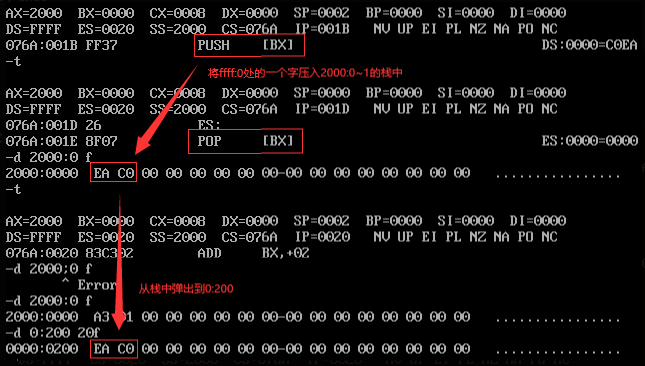 AX=2000 BX=0000 CX=0008 DX=0000 SP=0002 BP=0000 SI=0000 DI=0000
DS=FFFF ES=0020 SS=2000 CS=076A IP=001B NV UP EI PL NZ NA PO NC
076A:001B FF37 PUSH [BX] DS:0000=C0EA
-t
将ffff:0处的一个字压入2000:0~1的栈中
AX=2000 BX=0000 CX=0008 DX=0000 SP=0000 BP=0000 SI=0000 DI=0000
DS=FFFF ES=0020 SS=2000 CS=076A IP=001D NV UP EI PL NZ NA PO NC
076A:001D 26 ES:
076A:001E 8F07 POP [BX] ES:0000=0000
-d 2000:0 f
2000:0000 EA C0 00 00 00 00 00 00-00 00 00 00 00 00 00 00 ................
-t
AX=2000 BX=0000 CX=0008 DX=0000 SP=0002 BP=0000 SI=0000 DI=0000
DS=FFFF ES=0020 SS=2000 CS=076A IP=0020 NV UP EI PL NZ NA PO NC
076A:0020 83C302 ADD BX,+02
-d 2000;0 f
^ Error
从栈中弹出到0:200
-d 2000:0 f
2000:0000 A3 01 00 00 00 00 00 00-00 00 00 00 00 00 00 00 ................
-d 0:200 20f
0000:0200 EA C0 00 00 00 00 00 00-00 00 00 00 00 00 00 00 ................